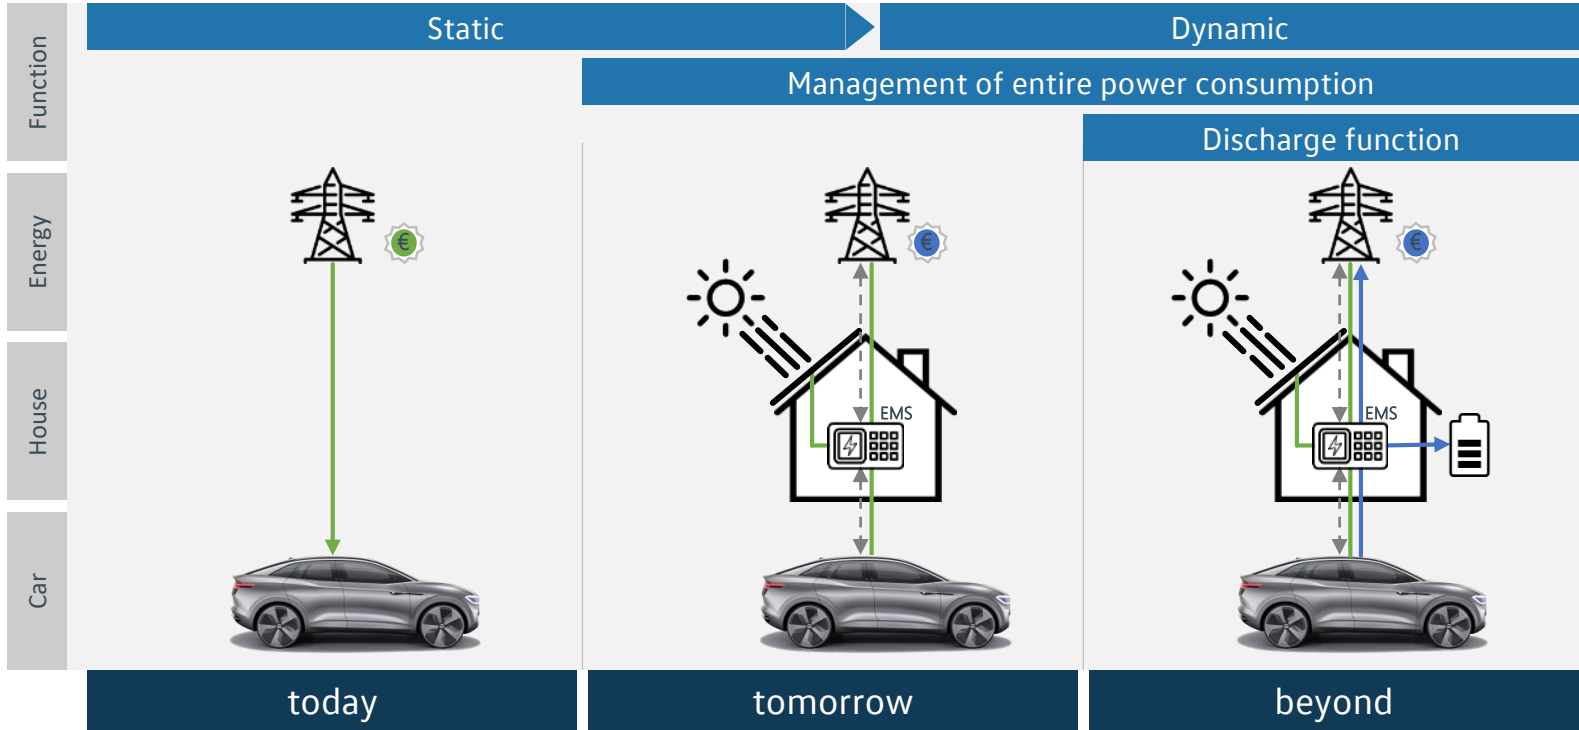 Function
Energy
House
Car
Static
Dynamic
Management of entire power consumption
Discharge function
€
€
€
EMS
EMS
today
tomorrow
beyond